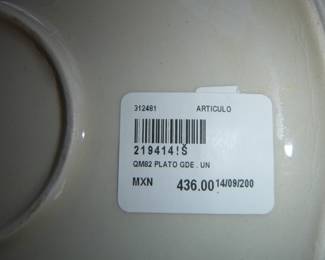 312481 ARTICULO
219414!S
QM82 PLATO GDE . UN
MXN 436.00 14/09/200